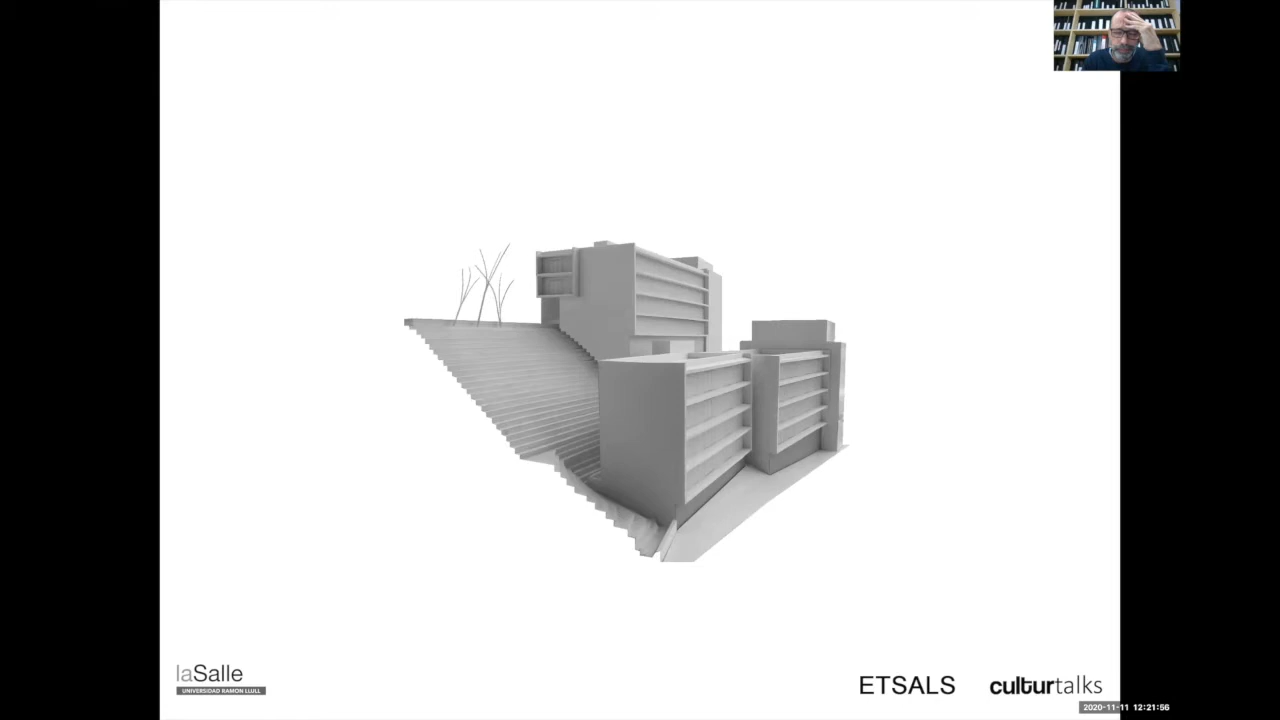 laSalle
UNIVERSIDAD RAMON LLULL
ETSALS
culturtalks
2020-11-11 12:21:56